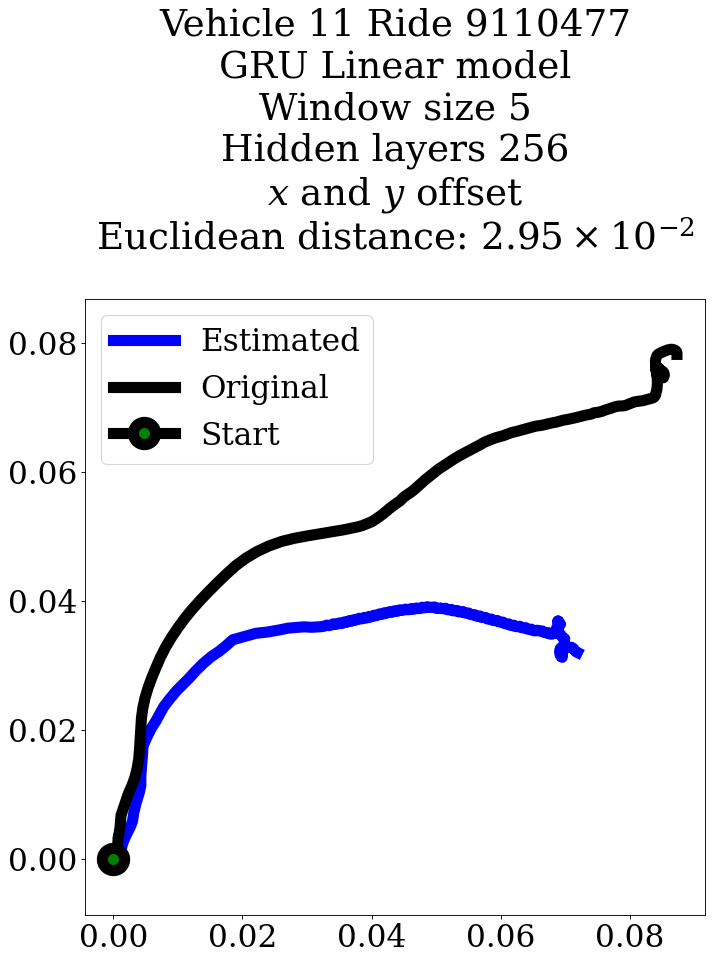 Vehicle 11 Ride 9110477
GRU Linear model
Window size 5
Hidden layers 256
x and y offset
Euclidean distance: 2.95 × 10⁻²
Estimated
Original
Start
0.08
0.06
0.04
0.02
0.00
0.00 0.02 0.04 0.06 0.08